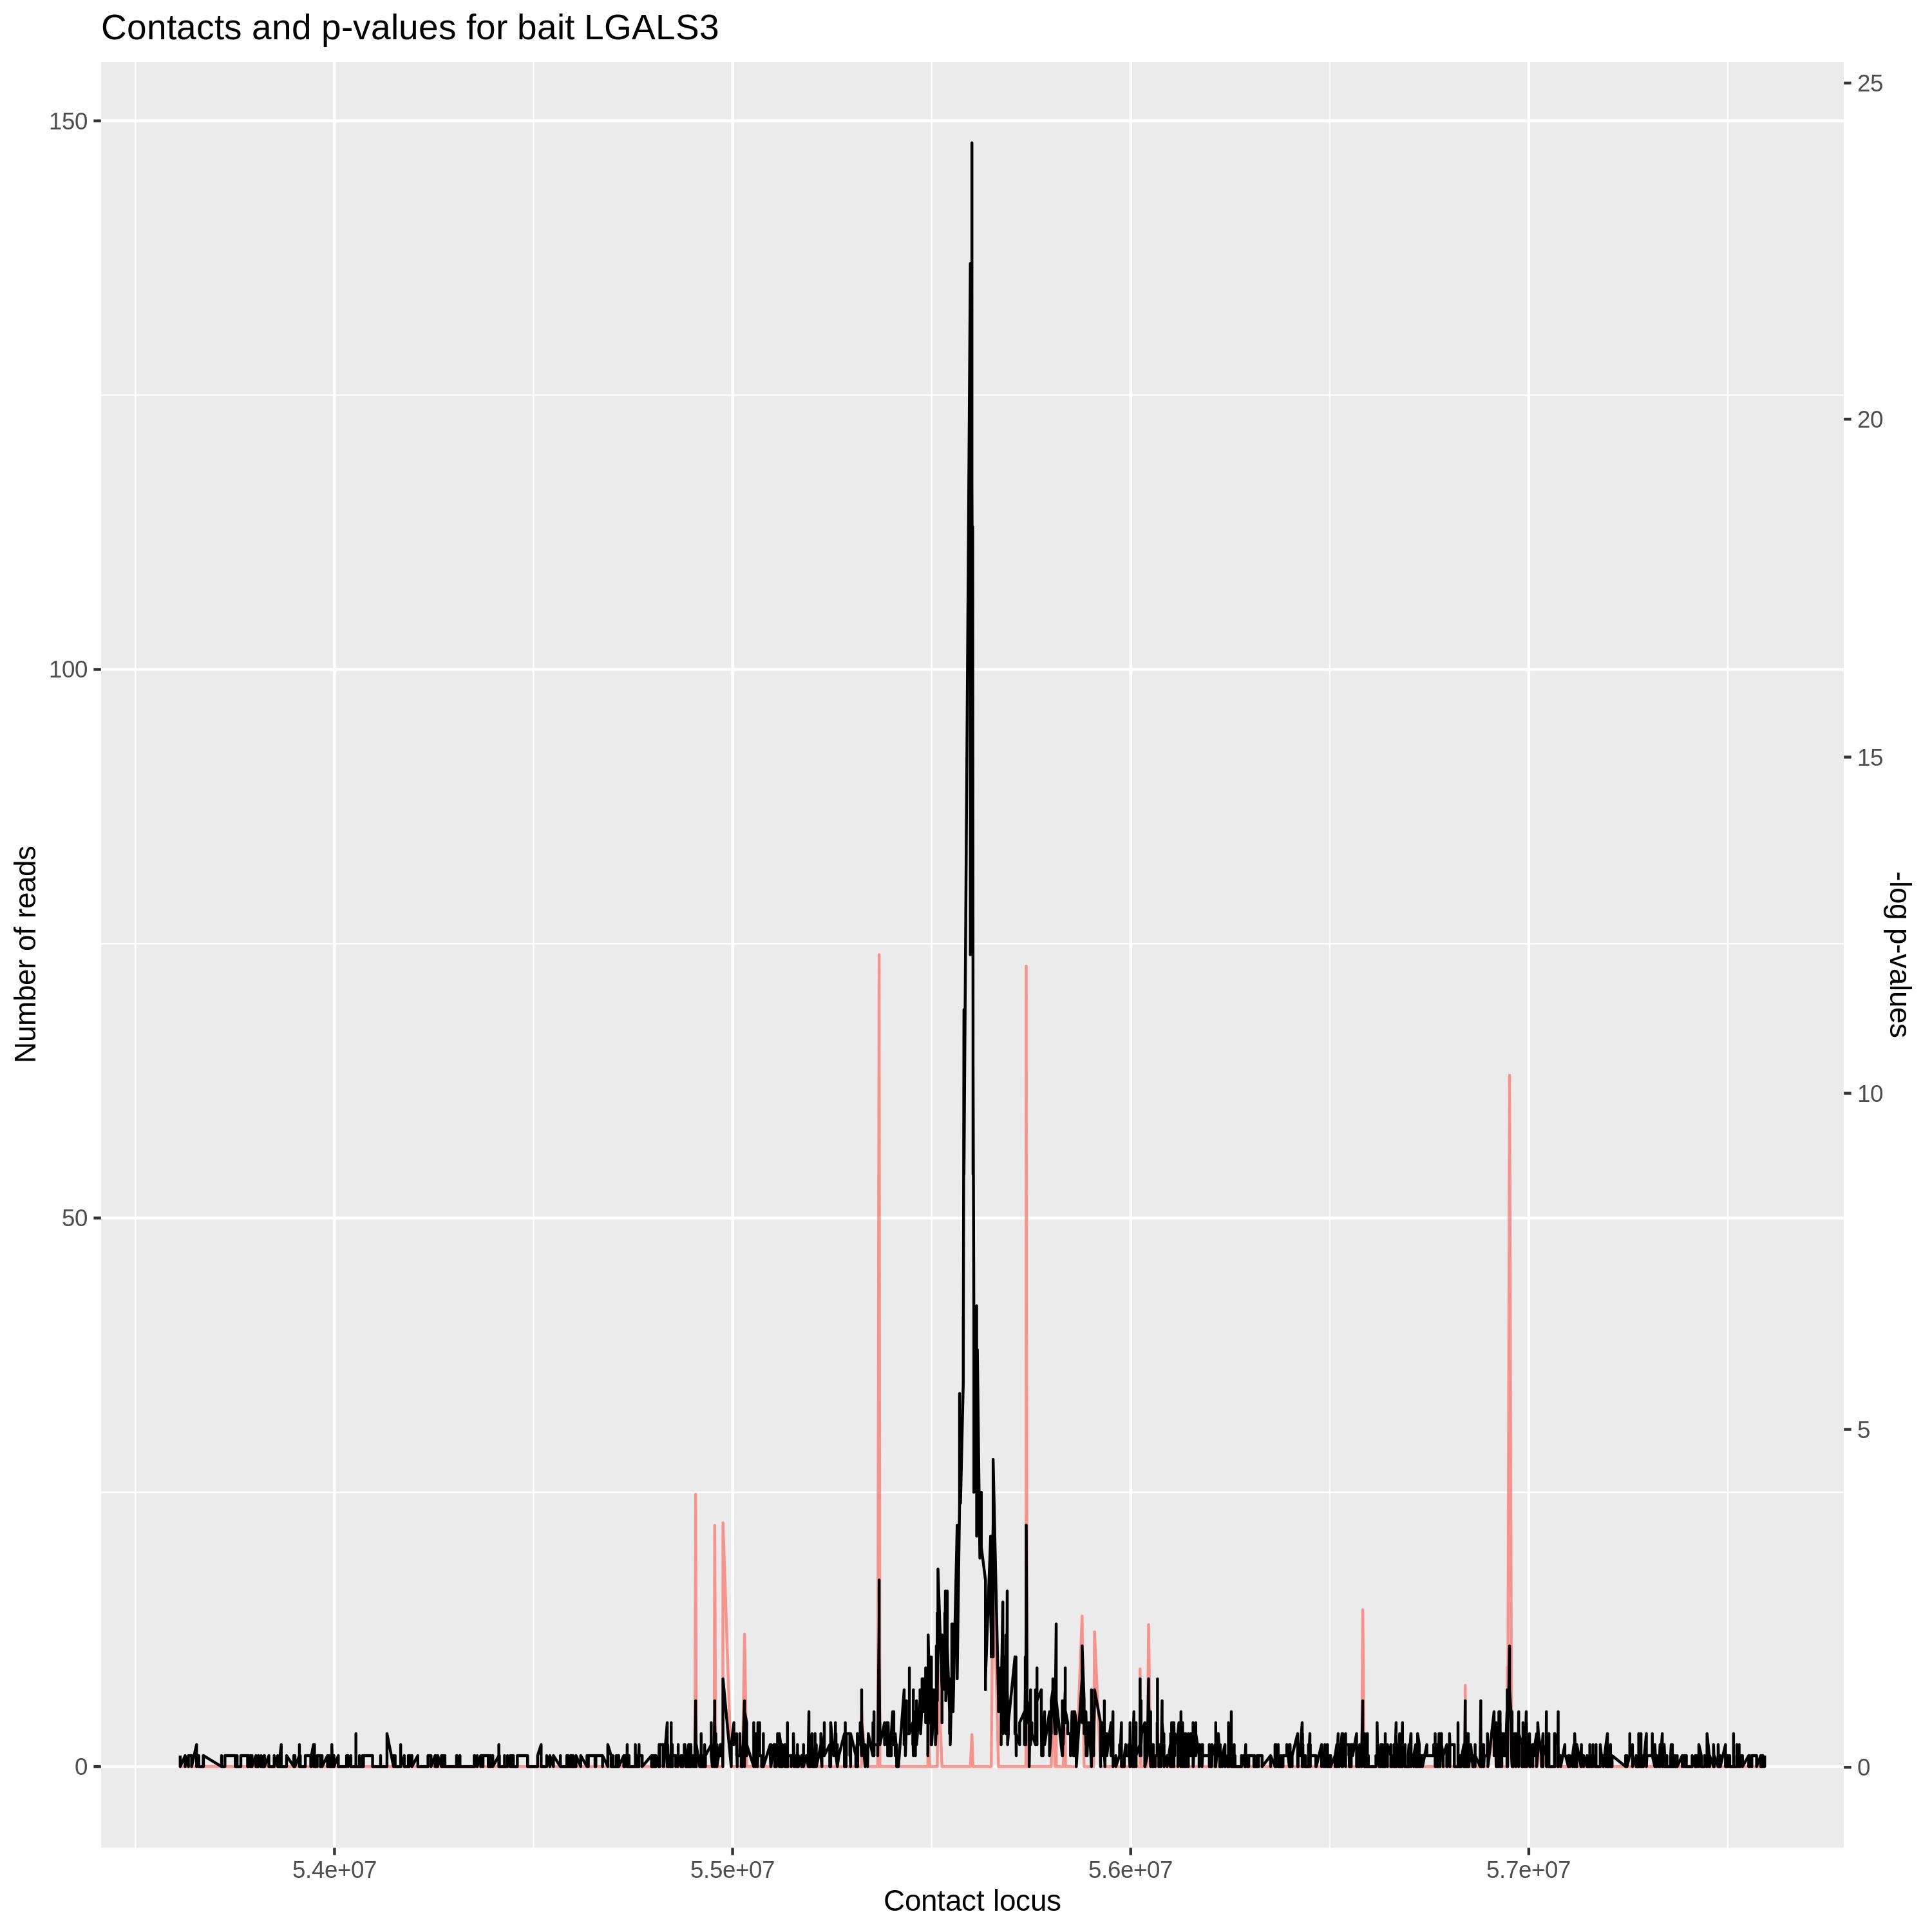 Contacts and p-values for bait LGALS3
150
100
50
0
Number of reads
25
20
15
10
5
0
-log p-values
5.4e+07
5.5e+07
5.6e+07
5.7e+07
Contact locus